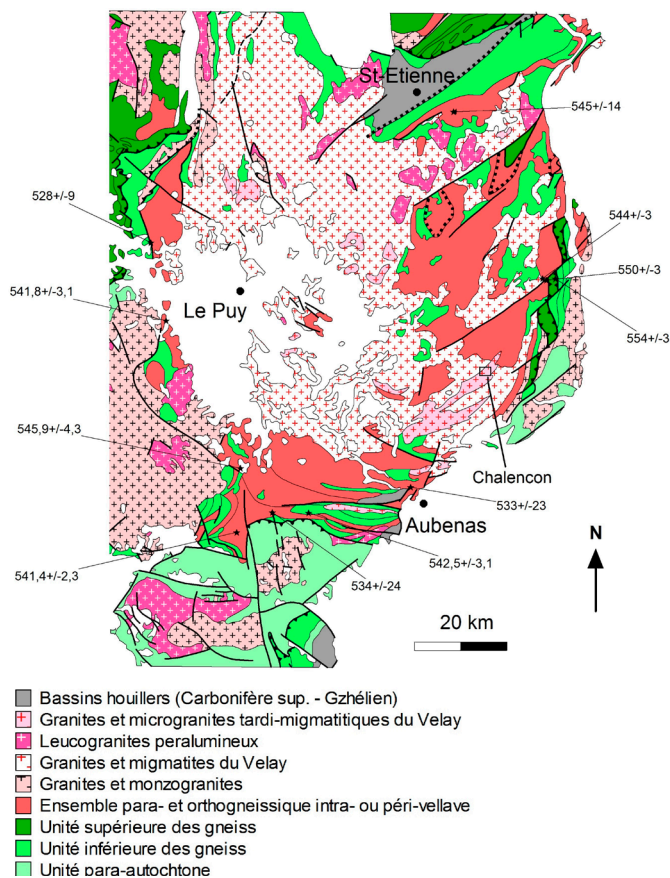 St-Etienne
545+/-14
528+/-9
544+/-3
550+/-3
541,8+/-3,1
Le Puy
554+/-3
545,9+/-4,3
Chalencon
533+/-23
Aubenas
N
541,4+/-2,3
534+/-24
542,5+/-3,1
20 km
Bassins houillers (Carbonifère sup. - Gzhélien)
Granites et microgranites tardi-migmatitiques du Velay
Leucogranites peralumineux
Granites et migmatites du Velay
Granites et monzogranites
Ensemble para- et orthogneissique intra- ou péri-vellave
Unité supérieure des gneiss
Unité inférieure des gneiss
Unité para-autochtone